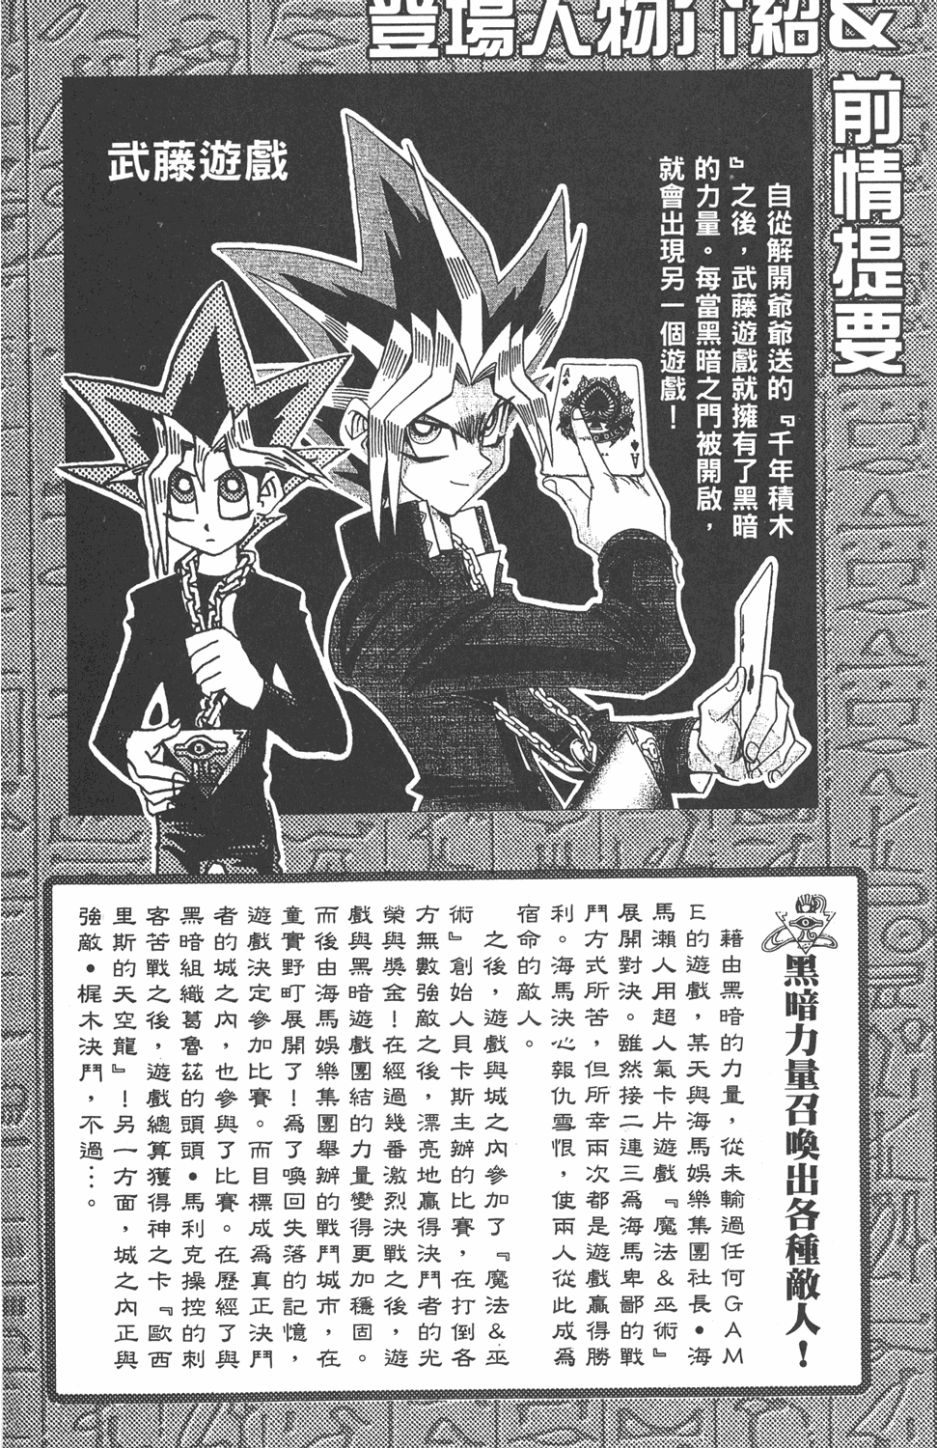 登場人物介紹&
前情提要
武藤遊戲
自從解開爺爺送的『千年積木
』之後，武藤遊戲就擁有了黑暗
的力量。每當黑暗之門被開啟，
就會出現另一個遊戲！
A
A
黑暗力量召喚出各種敵人！
藉由黑暗的力量，從未輸過任何GAM
E的遊戲，某天與海馬娛樂集團社長·海
馬瀨人用超人氣卡片遊戲『魔法&巫術』
展開對決。雖然接二連三為海馬卑鄙的戰
鬥方式所苦，但所幸兩次都是遊戲贏得勝
利。海馬決心報仇雪恨，使兩人從此成為
宿命的敵人。
之後，遊戲與城之內參加了『魔法&巫
術』創始人貝卡斯主辦的比賽，在打倒各
方無數強敵之後，漂亮地贏得決鬥者的光
榮與獎金！在經過幾番激烈決戰之後，遊
戲與黑暗遊戲團結的力量變得更加穩固。
而後由海馬娛樂集團舉辦的戰鬥城市，在
童實野町展開了！為了喚回失落的記憶，
遊戲決定參加比賽。而目標成為真正決鬥
者的城之內，也參與了比賽。在歷經了與
黑暗組織葛魯茲的頭頭·馬利克操控的刺
客苦戰之後，遊戲總算獲得神之卡『歐西
里斯的天空龍』！另一方面，城之內正與
強敵·梶木決鬥，不過…。